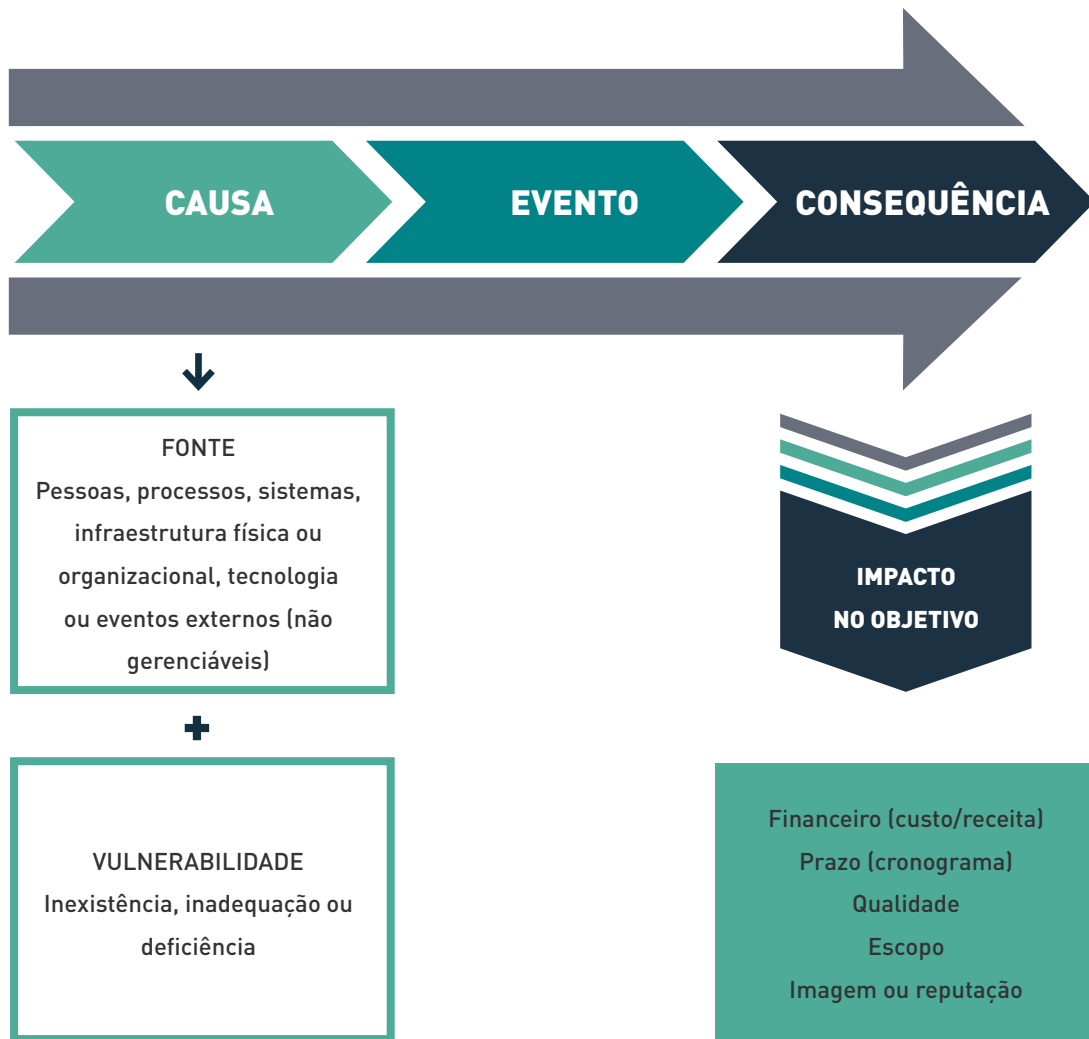 CAUSA
EVENTO
CONSEQUÊNCIA
FONTE
Pessoas, processos, sistemas,
infraestrutura física ou
organizacional, tecnologia
ou eventos externos (não
gerenciáveis)
VULNERABILIDADE
Inexistência, inadequação ou
deficiência
IMPACTO
NO OBJETIVO
Financeiro (custo/receita)
Prazo (cronograma)
Qualidade
Escopo
Imagem ou reputação